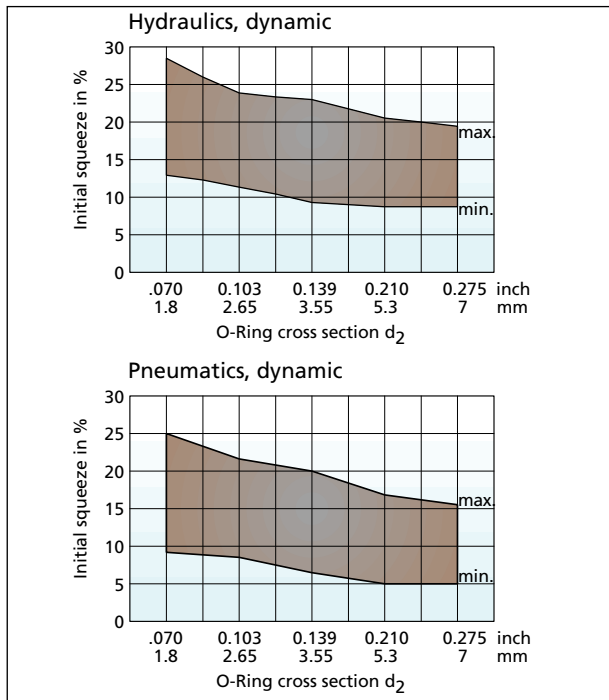 Hydraulics, dynamic
Initial squeeze in %
30
25
20
15
10
5
0
max.
min.
.070 0.103 0.139 0.210 0.275 inch
1.8 2.65 3.55 5.3 7 mm
O-Ring cross section d2
Pneumatics, dynamic
Initial squeeze in %
30
25
20
15
10
5
0
max.
min.
.070 0.103 0.139 0.210 0.275 inch
1.8 2.65 3.55 5.3 7 mm
O-Ring cross section d2